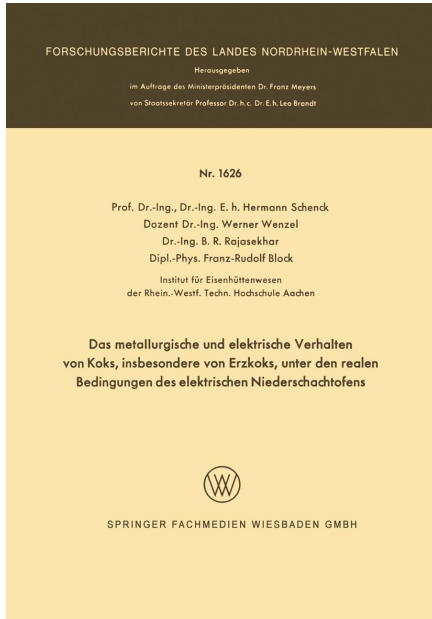 FORSCHUNGSBERICHTE DES LANDES NORDRHEIN-WESTFALEN
Herausgegeben
im Auftrage des Ministerpräsidenten Dr. Franz Meyers
von Staatssekretär Professor Dr. h. c. Dr. E. h. Leo Brandt
Nr. 1626
Prof. Dr.-Ing., Dr.-Ing. E. h. Hermann Schenck
Dozent Dr.-Ing. Werner Wenzel
Dr.-Ing. B. R. Rajasekhar
Dipl.-Phys. Franz-Rudolf Block
Institut für Eisenhüttenwesen
der Rhein.-Westf. Techn. Hochschule Aachen
Das metallurgische und elektrische Verhalten
von Koks, insbesondere von Erzkoks, unter den realen
Bedingungen des elektrischen Niederschachtofens
SPRINGER FACHMEDIEN WIESBADEN GMBH